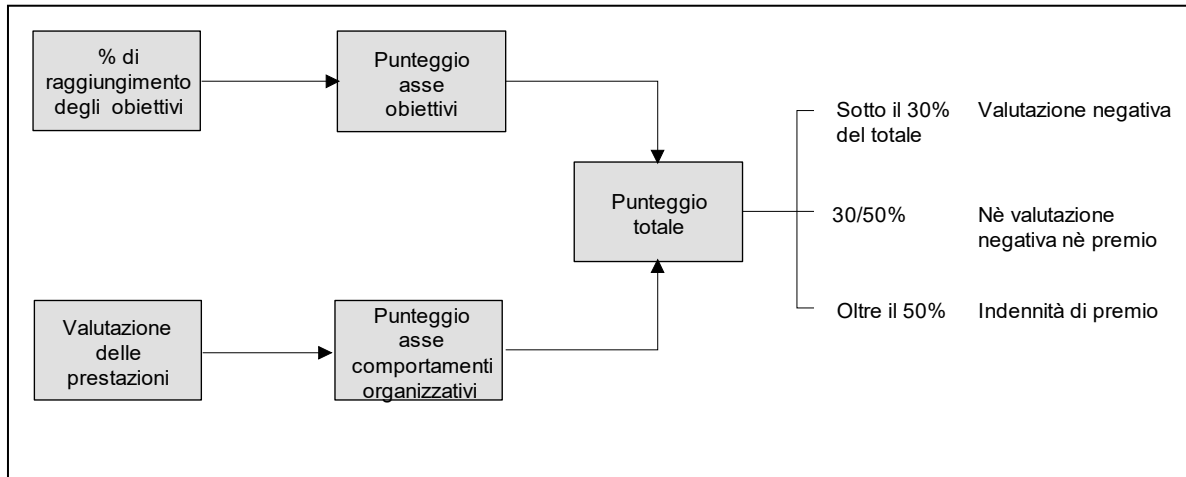 % di
raggiungimento
degli obiettivi
Punteggio
asse
obiettivi
Sotto il 30% Valutazione negativa
del totale
Punteggio
totale
30/50% Nè valutazione
negativa nè premio
Valutazione
delle
prestazioni
Punteggio
asse
comportamenti
organizzativi
Oltre il 50% Indennità di premio